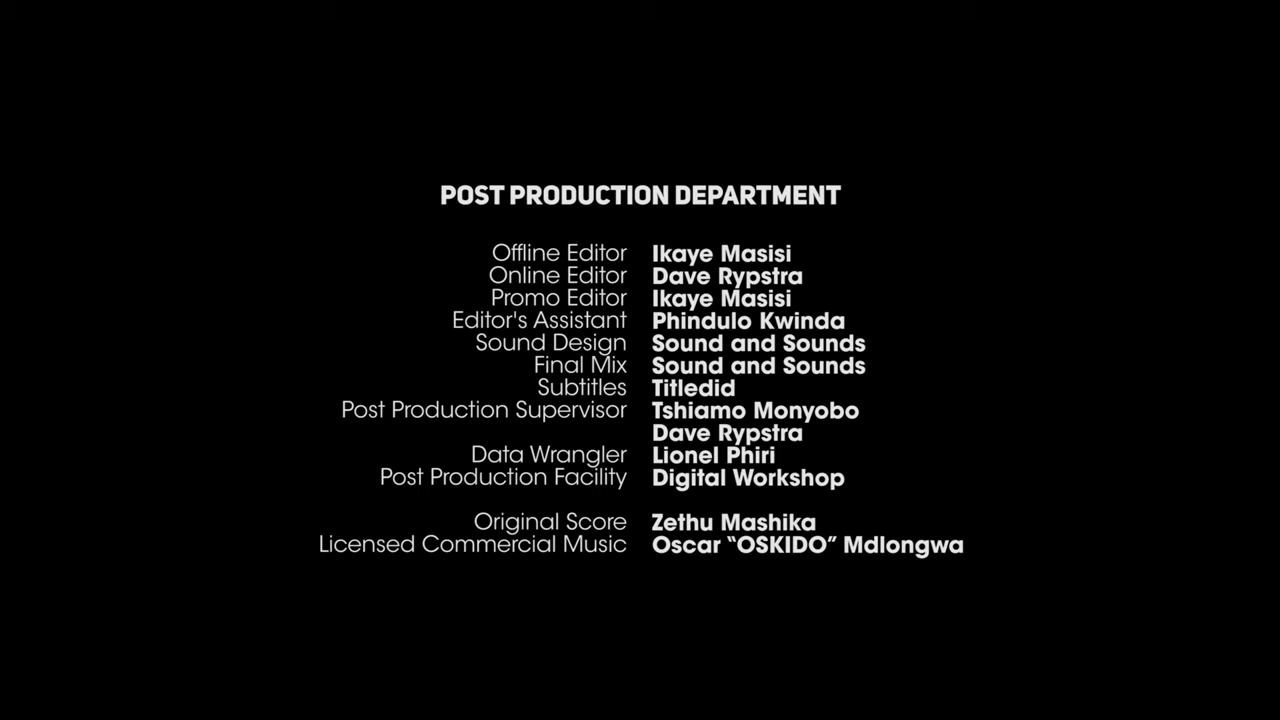 POST PRODUCTION DEPARTMENT
Offline Editor Ikaye Masisi
Online Editor Dave Rypstra
Promo Editor Ikaye Masisi
Editor's Assistant Phindulo Kwinda
Sound Design Sound and Sounds
Final Mix Sound and Sounds
Subtitles Titledid
Post Production Supervisor Tshiamo Monyobo
Dave Rypstra
Data Wrangler Lionel Phiri
Post Production Facility Digital Workshop
Original Score Zethu Mashika
Licensed Commercial Music Oscar “OSKIDO” Mdlongwa